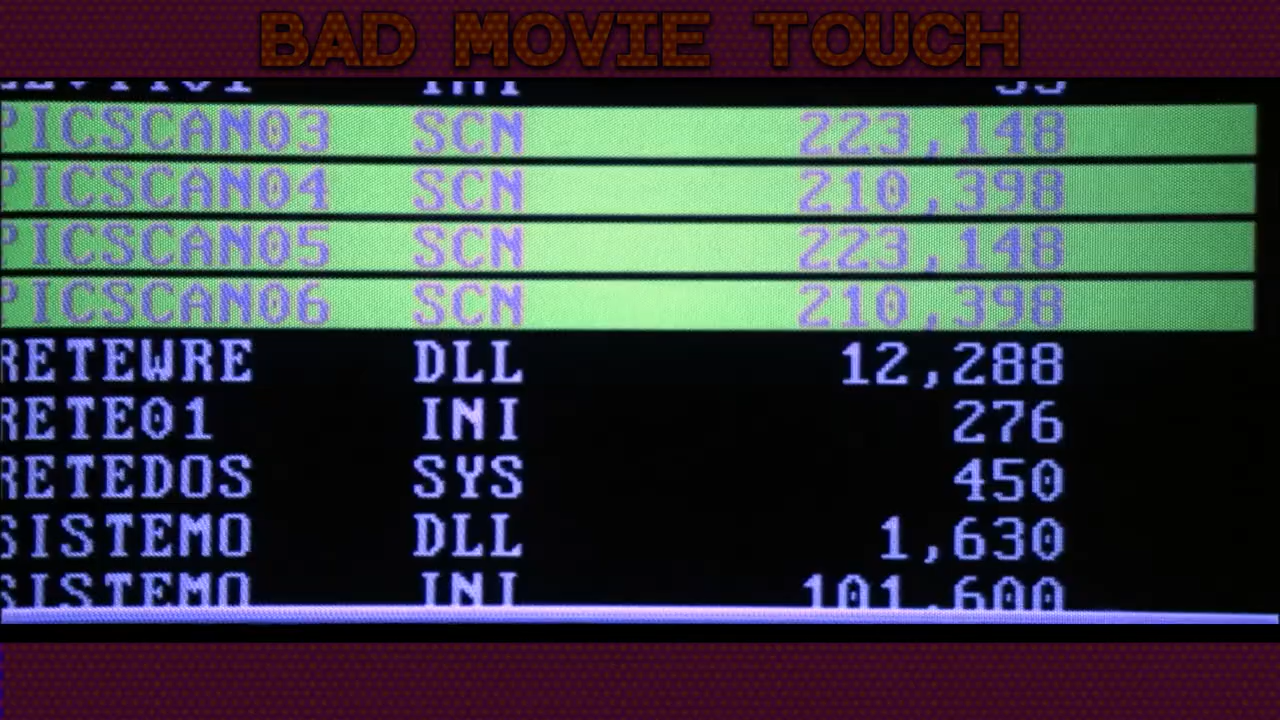 BAD MOVIE TOUCH
PICSCAN03 SCN 223,148
PICSCAN04 SCN 210,398
PICSCAN05 SCN 223,148
PICSCAN06 SCN 210,398
RETEWRE DLL 12,288
RETE01 INI 276
RETEDOS SYS 450
SISTEMO DLL 1,630
SISTEMO INI 101,600